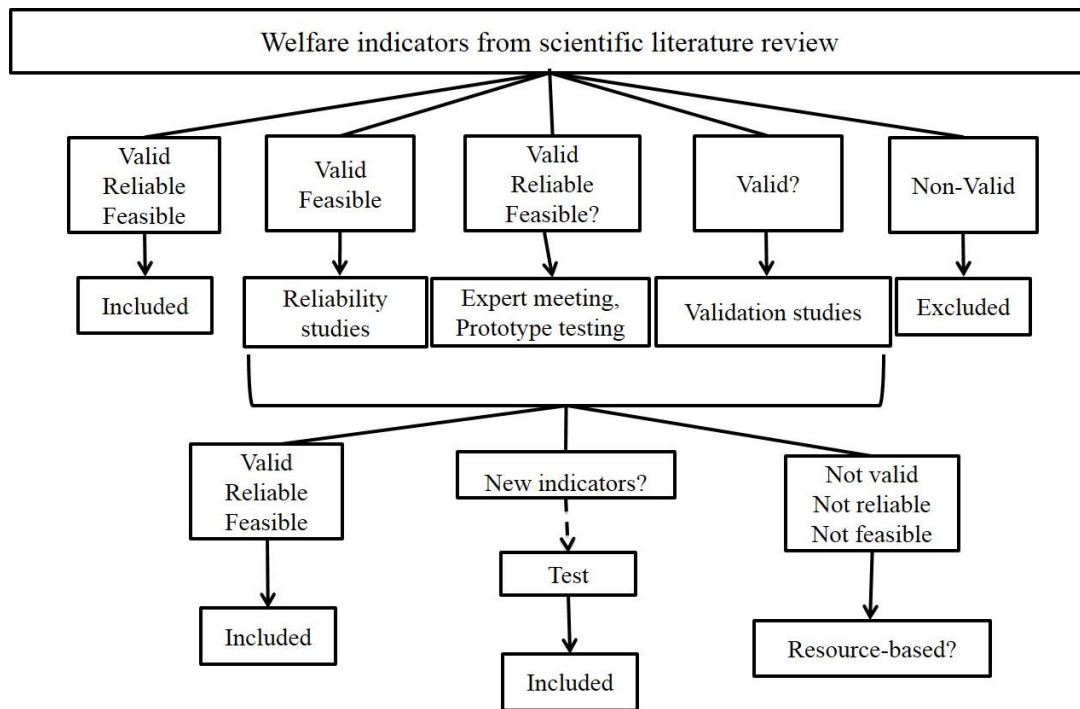 Welfare indicators from scientific literature review
Valid
Reliable
Feasible
Valid
Feasible
Valid
Reliable
Feasible?
Valid?
Non-Valid
Included
Reliability
studies
Expert meeting,
Prototype testing
Validation studies
Excluded
Valid
Reliable
Feasible
New indicators?
Not valid
Not reliable
Not feasible
Test
Included
Resource-based?
Included